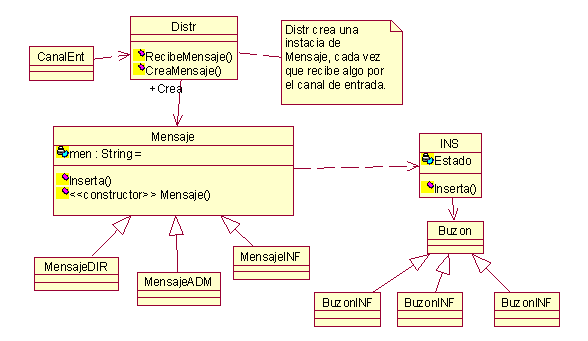 Distr
RecibeMensaje()
CreaMensaje()
Distr crea una
instacia de
Mensaje, cada vez
que recibe algo por
el canal de entrada.
CanalEnt
+Crea
Mensaje
men : String =
Inserta()
<<constructor>> Mensaje()
INS
Estado
Inserta()
Buzon
MensajeDIR
MensajeADM
MensajeINF
BuzonINF
BuzonINF
BuzonINF